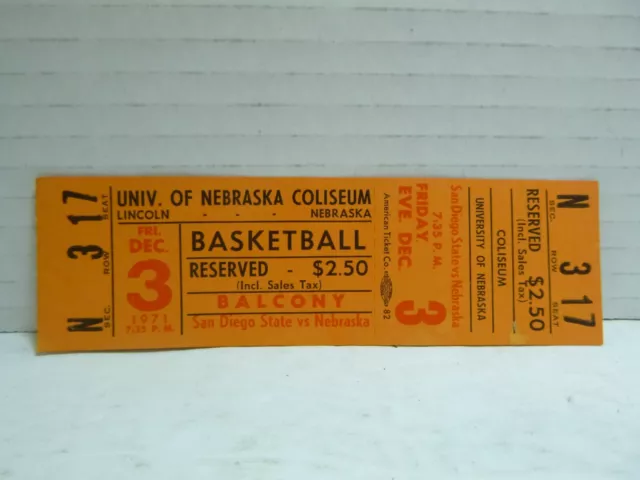 17 SEAT
3 ROW
N SEC
UNIV. OF NEBRASKA COLISEUM
LINCOLN - - - NEBRASKA
FRI.
DEC.
3
1971
7:35 P. M.
BASKETBALL
RESERVED - $2.50
(Incl. Sales Tax)
BALCONY
San Diego State vs Nebraska
American Ticket Co. 82
FRIDAY
EVE. DEC. 3
7:35 P. M.
San Diego State vs Nebraska
UNIVERSITY OF NEBRASKA
COLISEUM
RESERVED $2.50
(Incl. Sales Tax)
N SEC.
3 ROW
17 SEAT